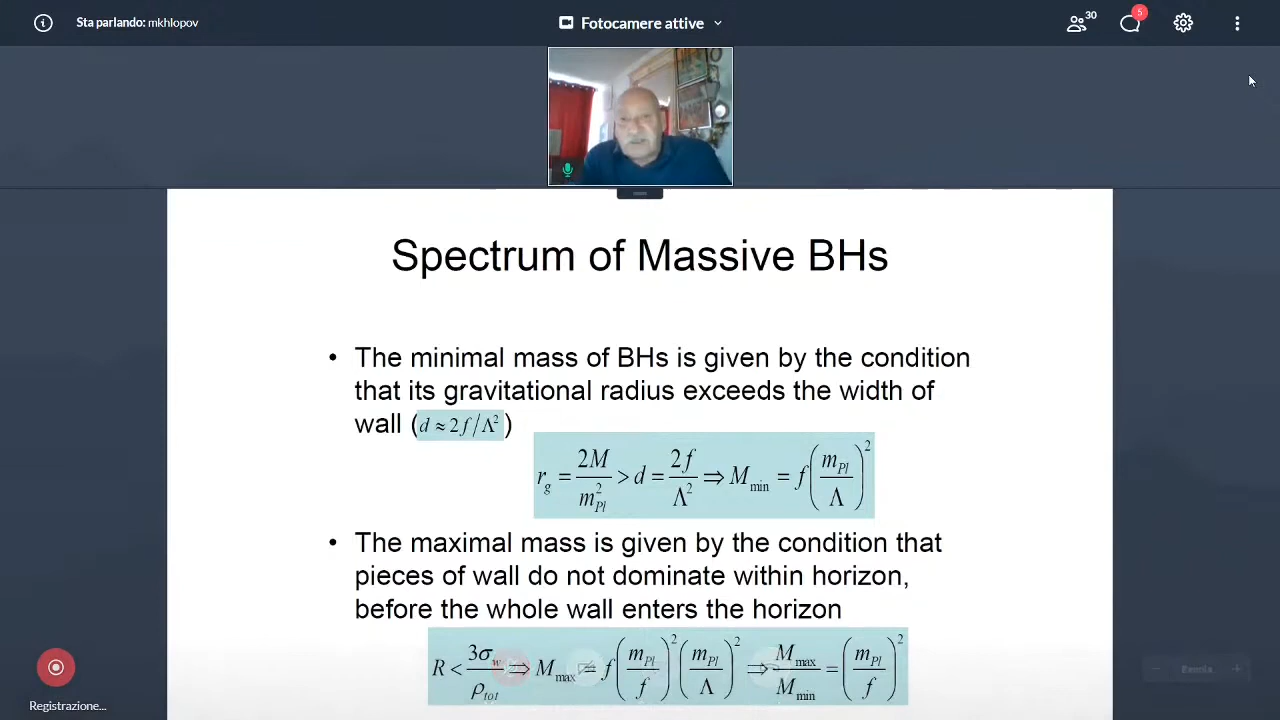 Sta parlando: mkhlopov
Fotocamere attive
30
5
Spectrum of Massive BHs
• The minimal mass of BHs is given by the condition
that its gravitational radius exceeds the width of
wall (d ≈ 2f/Λ²)
r_g = 2M/m_Pl² > d = 2f/Λ² ⇒ M_min = f(m_Pl/Λ)²
• The maximal mass is given by the condition that
pieces of wall do not dominate within horizon,
before the whole wall enters the horizon
R < 3σ_w/ρ_tot ⇒ M_max = f(m_Pl/f)²(m_Pl/Λ)² ⇒ M_max/M_min = (m_Pl/f)²
Registrazione...